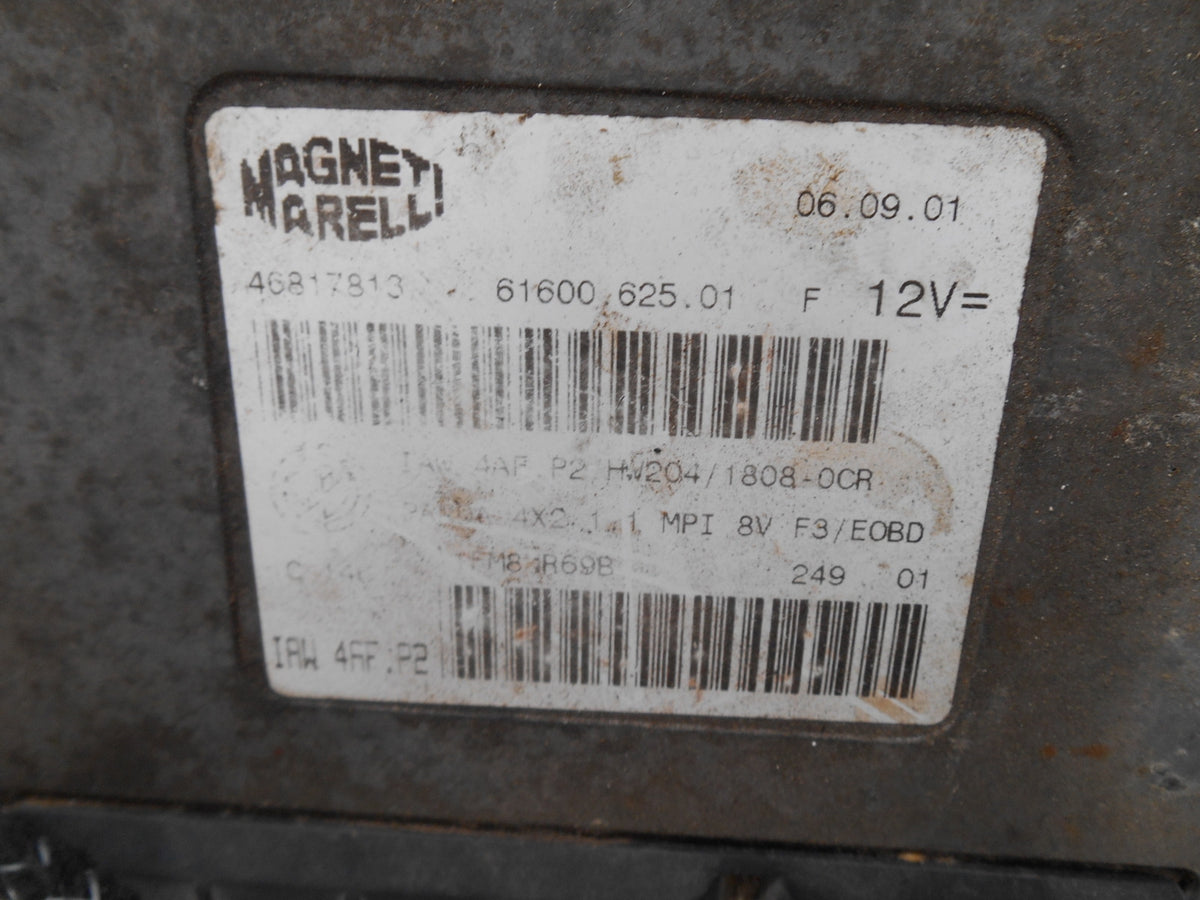 MAGNETI
MARELLI
06.09.01
46817813 61600.625.01 F 12V=
IAW 4AF P2 HW204/1808-0CR
4X2 1.1 MPI 8V F3/EOBD
249 01
IAW 4AF.P2